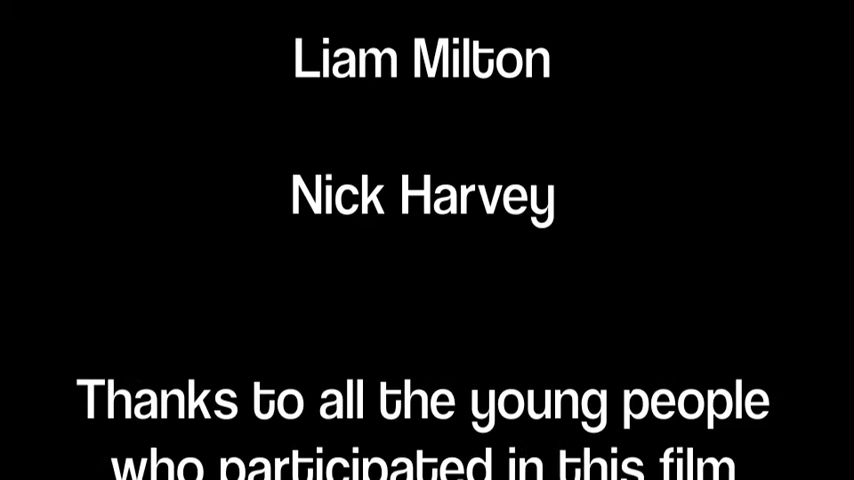 Liam Milton
Nick Harvey
Thanks to all the young people
who participated in this film